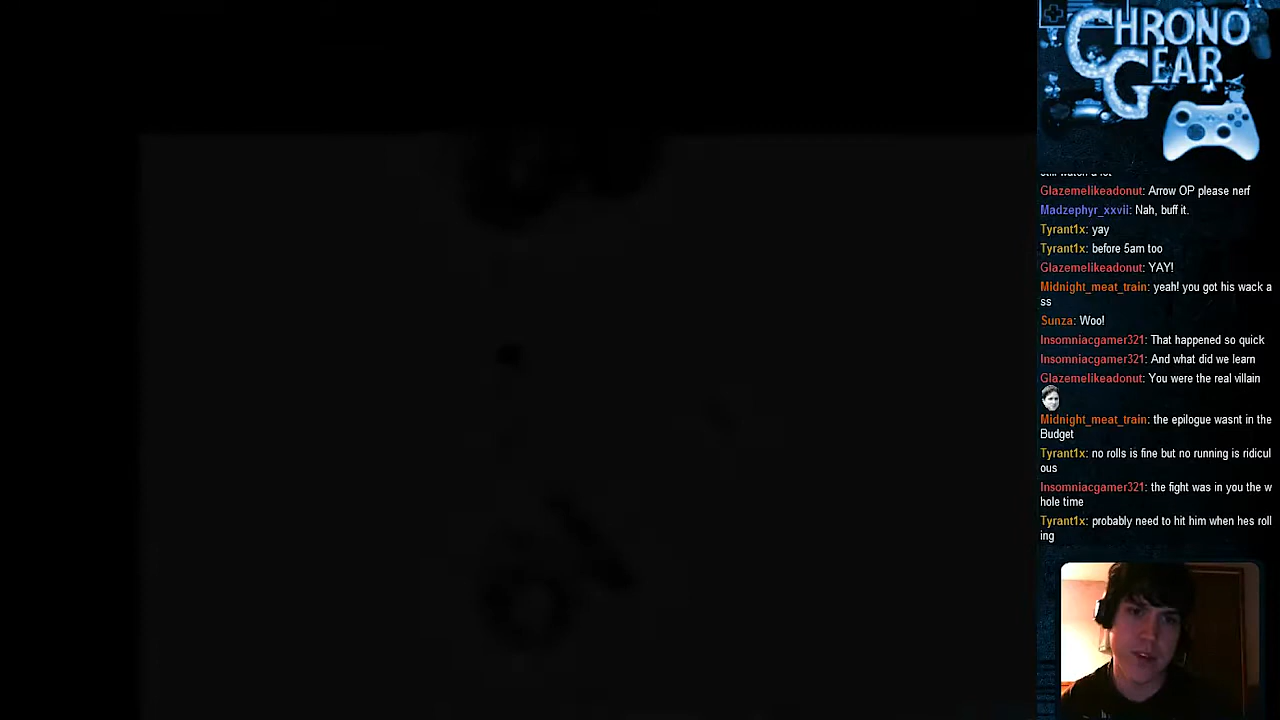 CHRONO
GEAR
Glazemelikeadonut: Arrow OP please nerf
Madzephyr_xxvii: Nah, buff it.
Tyrant1x: yay
Tyrant1x: before 5am too
Glazemelikeadonut: YAY!
Midnight_meat_train: yeah! you got his wack a
ss
Sunza: Woo!
Insomniacgamer321: That happened so quick
Insomniacgamer321: And what did we learn
Glazemelikeadonut: You were the real villain
Midnight_meat_train: the epilogue wasnt in the
Budget
Tyrant1x: no rolls is fine but no running is ridicul
ous
Insomniacgamer321: the fight was in you the w
hole time
Tyrant1x: probably need to hit him when hes roll
ing